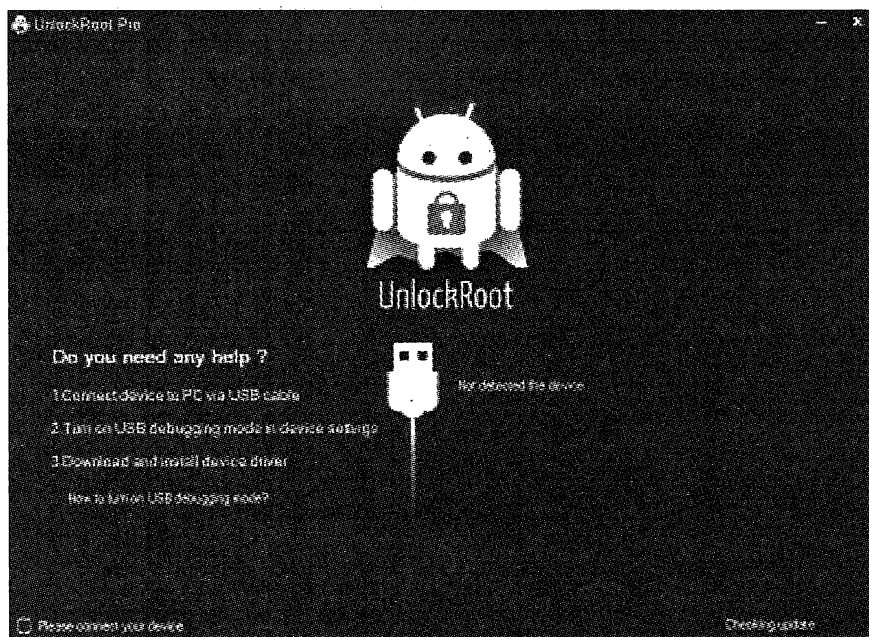 UnlockRoot Pro
UnlockRoot
Do you need any help ?
1.Connect device to PC via USB cable
2.Turn on USB debugging mode in device settings
3.Download and install device driver
How to turn on USB debugging mode?
Not detected the device
Please connect your device
Checking update